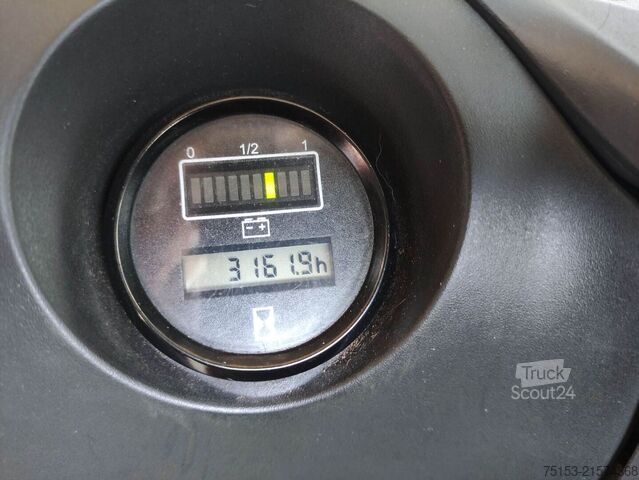 0 1/2 1
- +
3161.9h
Truck
Scout24